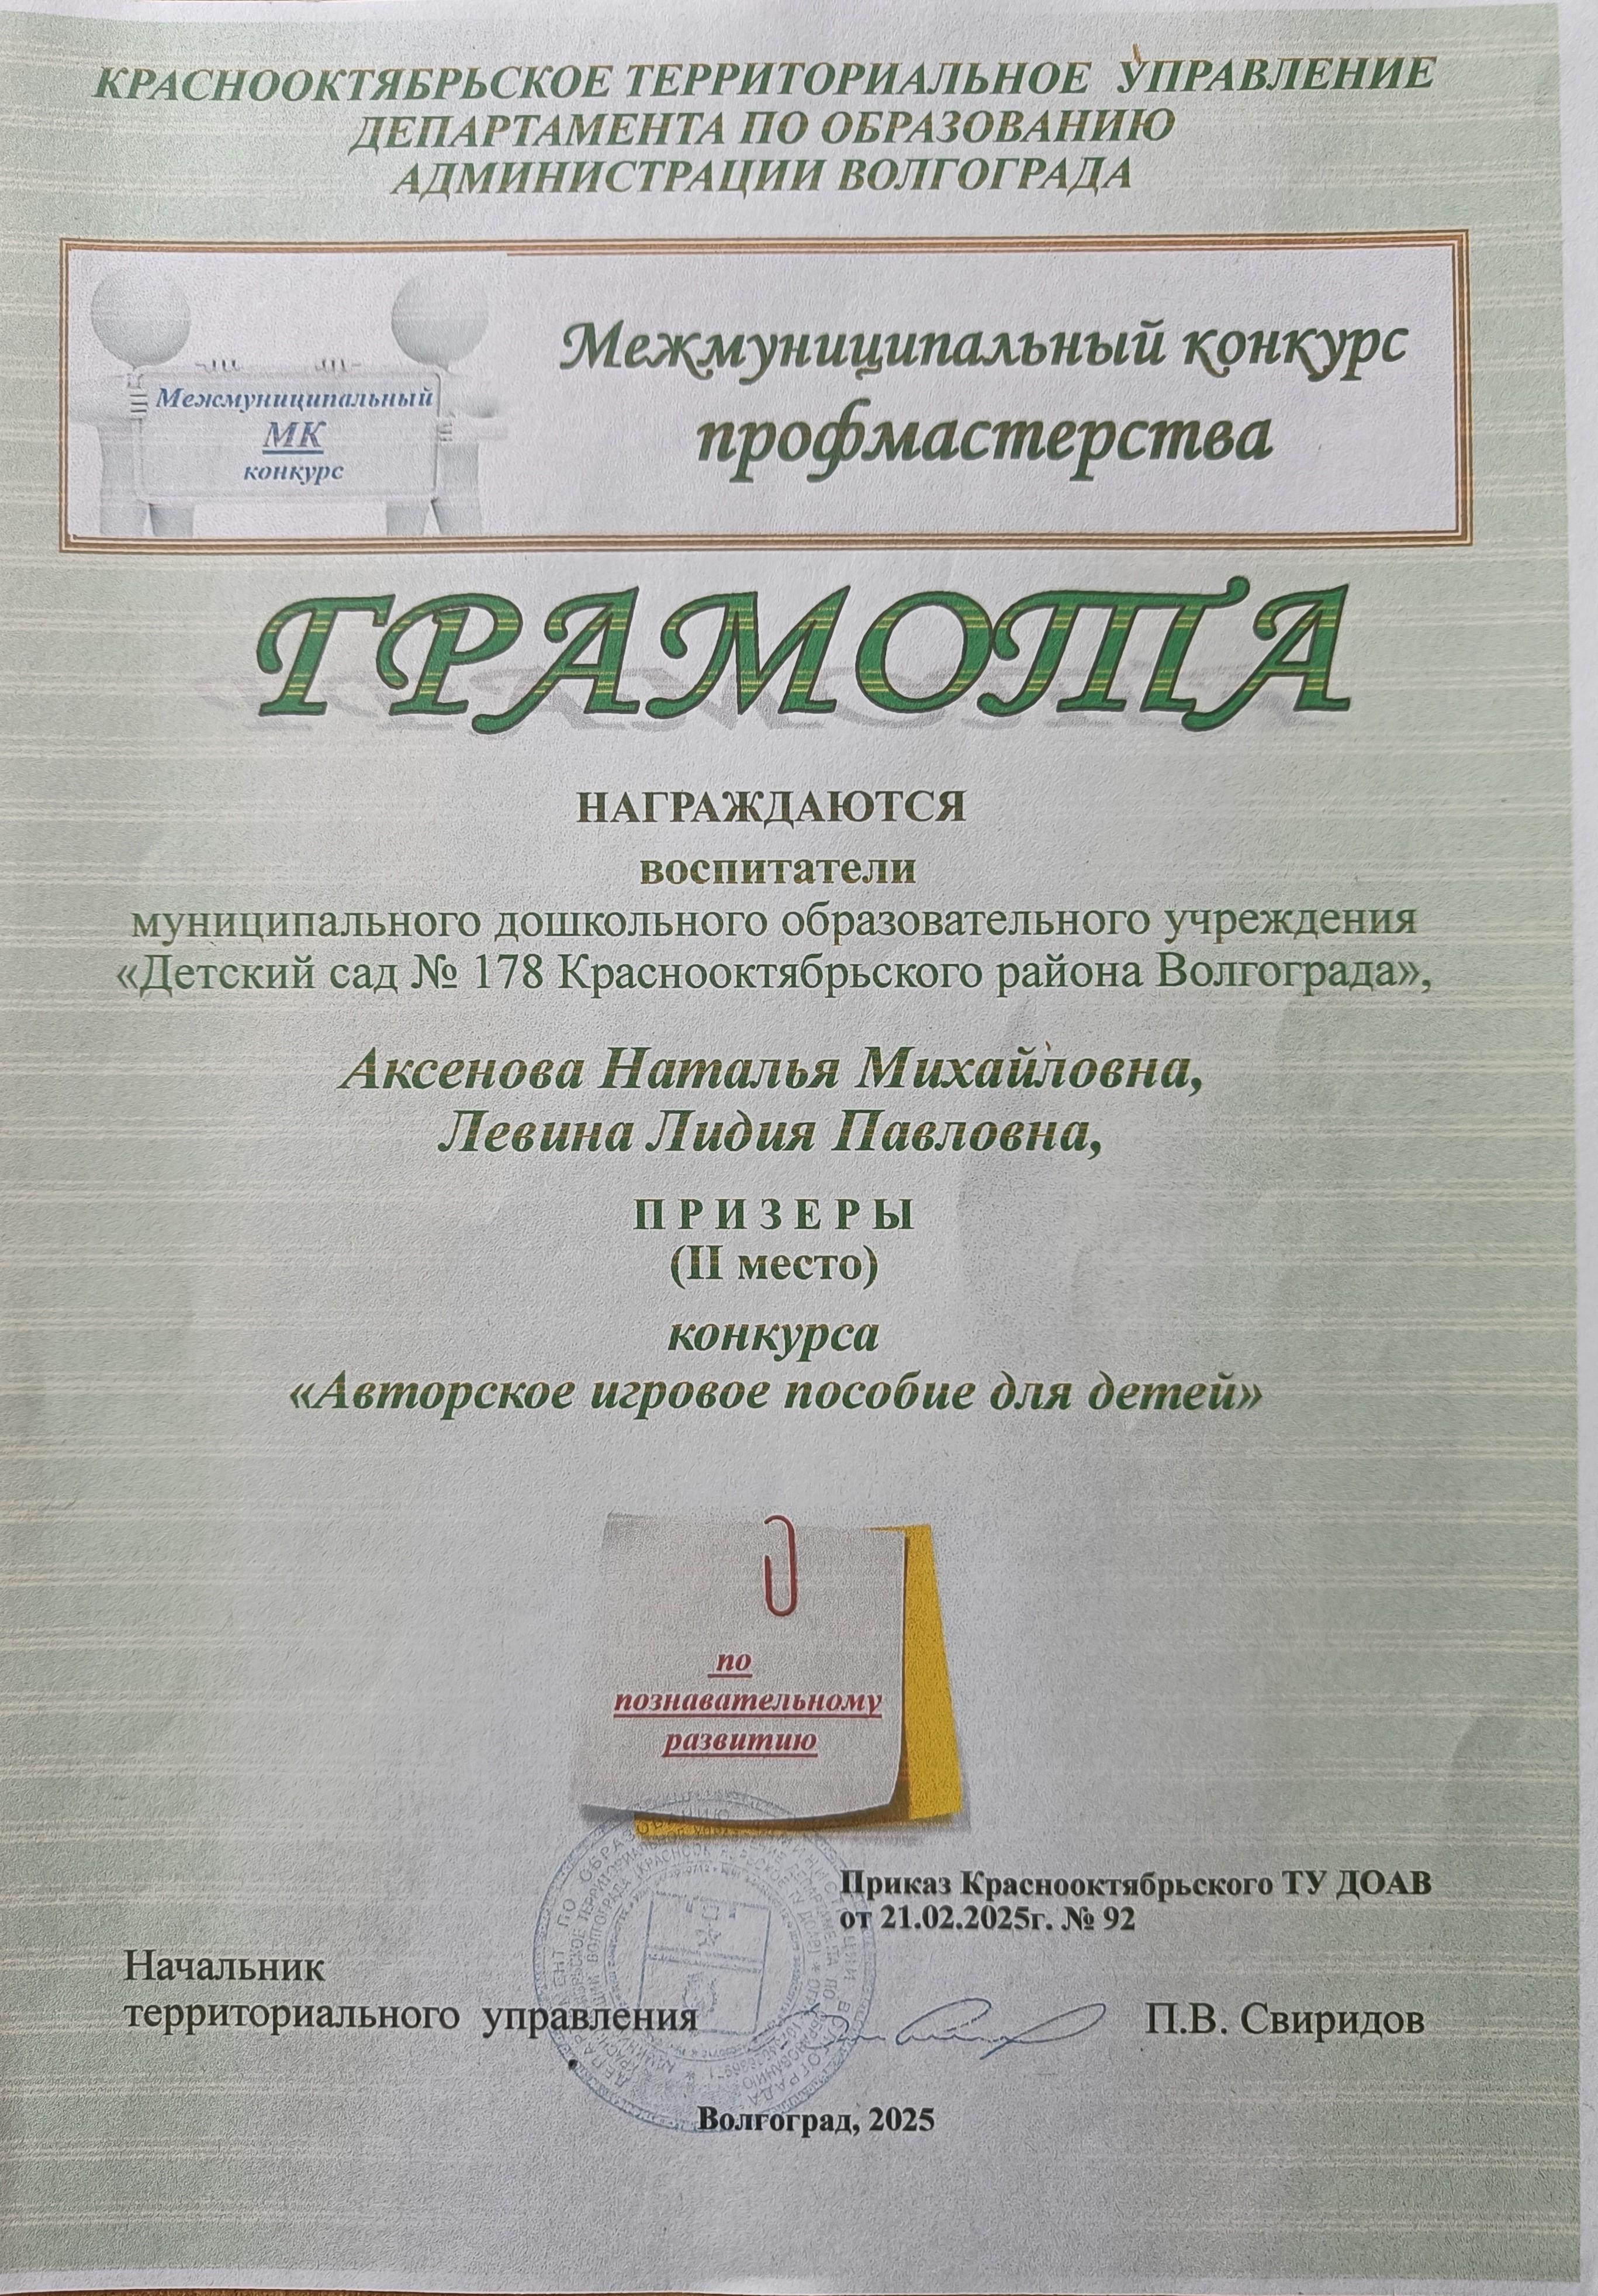 КРАСНООКТЯБРЬСКОЕ ТЕРРИТОРИАЛЬНОЕ УПРАВЛЕНИЕ
ДЕПАРТАМЕНТА ПО ОБРАЗОВАНИЮ
АДМИНИСТРАЦИИ ВОЛГОГРАДА
Межмуниципальный
МК
конкурс
Межмуниципальный конкурс
профмастерства
ГРАМОТА
НАГРАЖДАЮТСЯ
воспитатели
муниципального дошкольного образовательного учреждения
«Детский сад № 178 Краснооктябрьского района Волгограда»,
Аксенова Наталья Михайловна,
Левина Лидия Павловна,
ПРИЗЕРЫ
(II место)
конкурса
«Авторское игровое пособие для детей»
по
познавательному
развитию
Приказ Краснооктябрьского ТУ ДОАВ
от 21.02.2025г. № 92
Начальник
территориального управления П.В. Свиридов
Волгоград, 2025